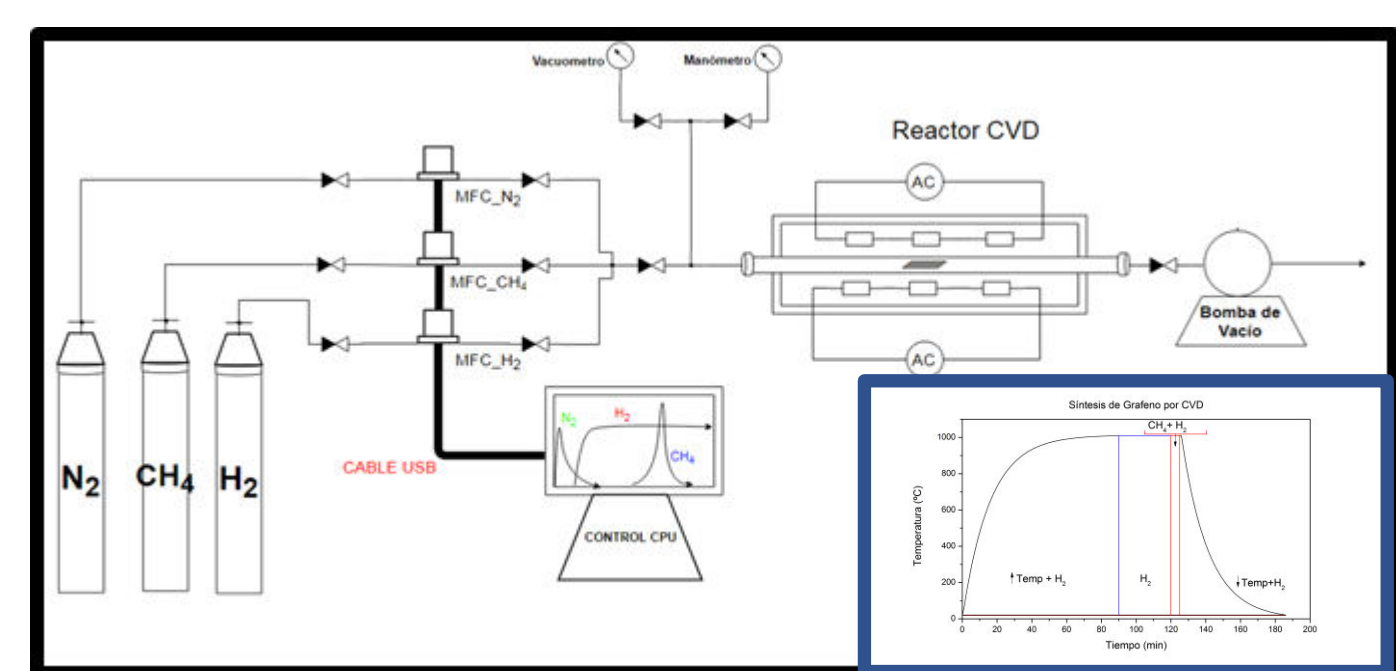 Vacuometro
Manómetro
Reactor CVD
AC
MFC_N2
MFC_CH4
MFC_H2
AC
Bomba de
Vacío
N2
CH4
H2
CABLE USB
N2
H2
CH4
CONTROL CPU
Síntesis de Grafeno por CVD
CH4+ H2
Temperatura (ºC)
1000
800
600
400
200
0
Temp + H2
H2
Temp+H2
0 20 40 60 80 100 120 140 160 180 200
Tiempo (min)